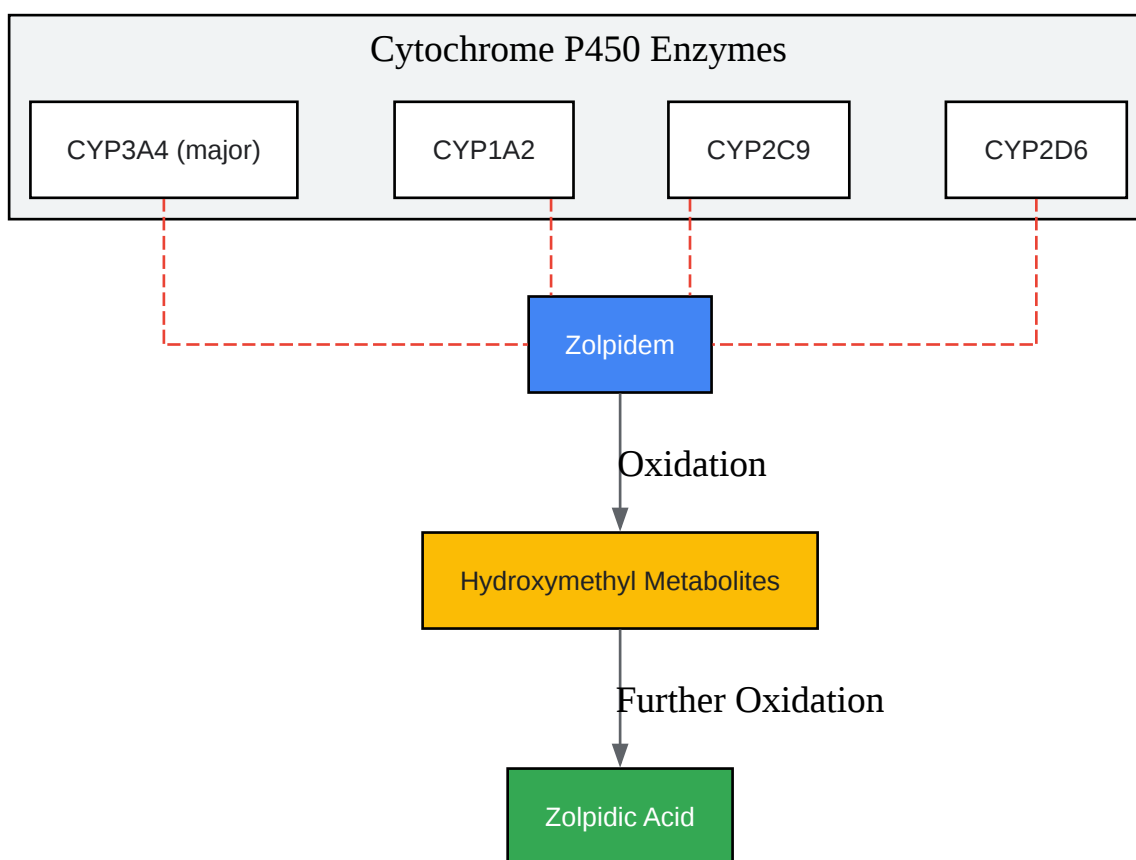 Cytochrome P450 Enzymes
CYP3A4 (major)
CYP1A2
CYP2C9
CYP2D6
Zolpidem
Oxidation
Hydroxymethyl Metabolites
Further Oxidation
Zolpidic Acid